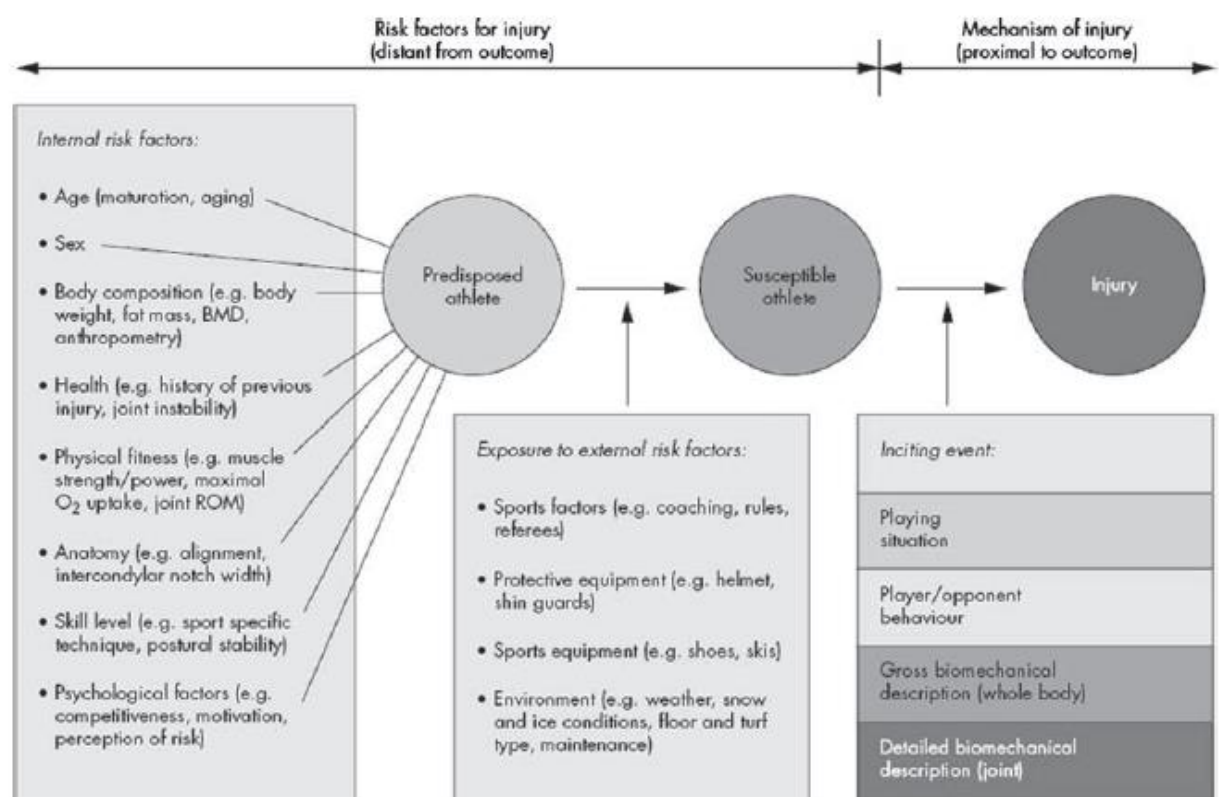 Risk factors for injury
(distant from outcome)
Mechanism of injury
(proximal to outcome)
Internal risk factors:
• Age (maturation, aging)
• Sex
• Body composition (e.g. body
weight, fat mass, BMD,
anthropometry)
• Health (e.g. history of previous
injury, joint instability)
• Physical fitness (e.g. muscle
strength/power, maximal
O₂ uptake, joint ROM)
• Anatomy (e.g. alignment,
intercondylar notch width)
• Skill level (e.g. sport specific
technique, postural stability)
• Psychological factors (e.g.
competitiveness, motivation,
perception of risk)
Predisposed
athlete
Susceptible
athlete
Injury
Exposure to external risk factors:
• Sports factors (e.g. coaching, rules,
referees)
• Protective equipment (e.g. helmet,
shin guards)
• Sports equipment (e.g. shoes, skis)
• Environment (e.g. weather, snow
and ice conditions, floor and turf
type, maintenance)
Inciting event:
Playing
situation
Player/opponent
behaviour
Gross biomechanical
description (whole body)
Detailed biomechanical
description (joint)